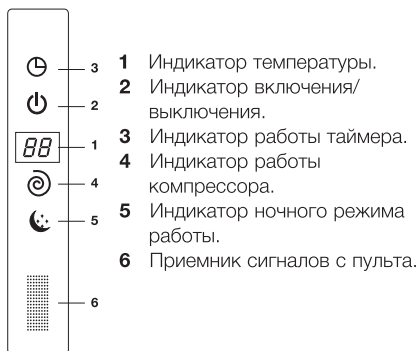 3
2
88
1
4
5
6
1 Индикатор температуры.
2 Индикатор включения/
выключения.
3 Индикатор работы таймера.
4 Индикатор работы
компрессора.
5 Индикатор ночного режима
работы.
6 Приемник сигналов с пульта.